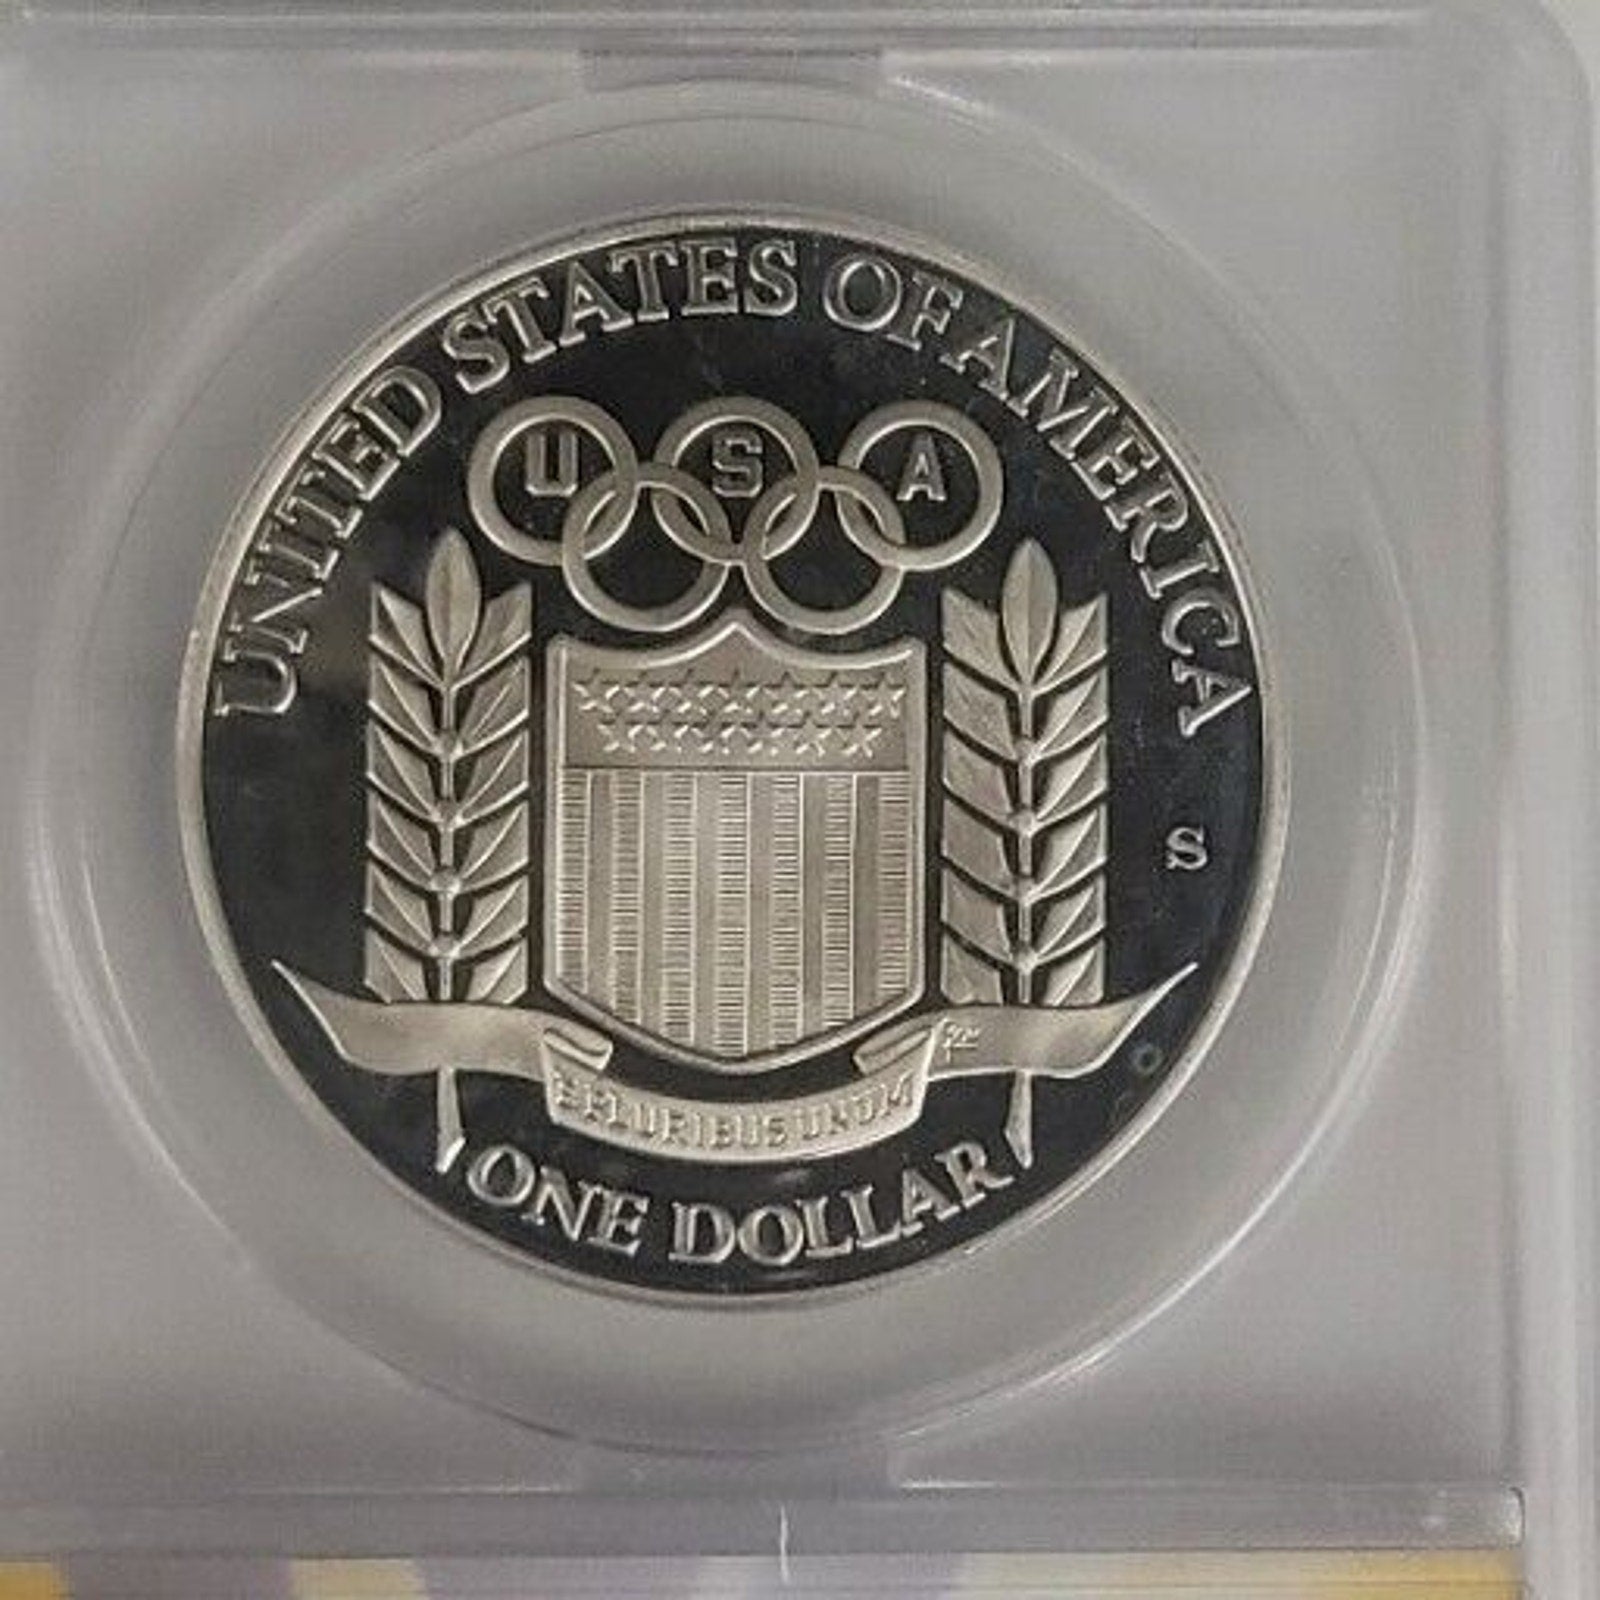 UNITED STATES OF AMERICA
U S A
S
E PLURIBUS UNUM
ONE DOLLAR